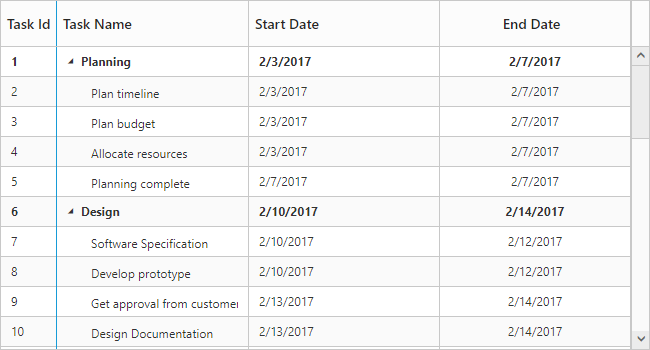 Task Id Task Name Start Date End Date
1 Planning 2/3/2017 2/7/2017
2 Plan timeline 2/3/2017 2/7/2017
3 Plan budget 2/3/2017 2/7/2017
4 Allocate resources 2/3/2017 2/7/2017
5 Planning complete 2/7/2017 2/7/2017
6 Design 2/10/2017 2/14/2017
7 Software Specification 2/10/2017 2/12/2017
8 Develop prototype 2/10/2017 2/12/2017
9 Get approval from customer 2/13/2017 2/14/2017
10 Design Documentation 2/13/2017 2/14/2017